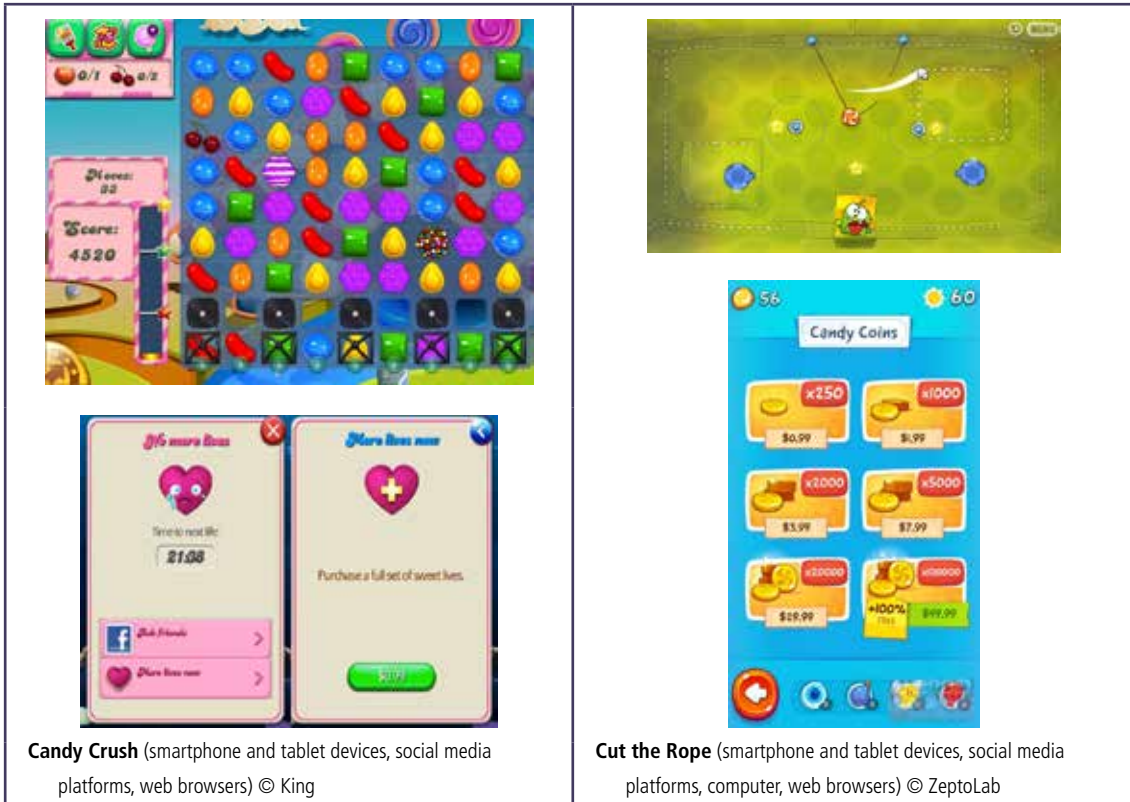 0/1 0/2
Moves:
Score:
4520
No more lives
Time to next life:
21:08
Ask friends
More lives now
More lives now
Purchase a full set of sweet lives.
Candy Crush (smartphone and tablet devices, social media
platforms, web browsers) © King
MENU
56
60
Candy Coins
x250
x1000
$0.99
$1.99
x2000
x5000
$3.99
$7.99
x20000
$19.99
+100%
$49.99
Cut the Rope (smartphone and tablet devices, social media
platforms, computer, web browsers) © ZeptoLab